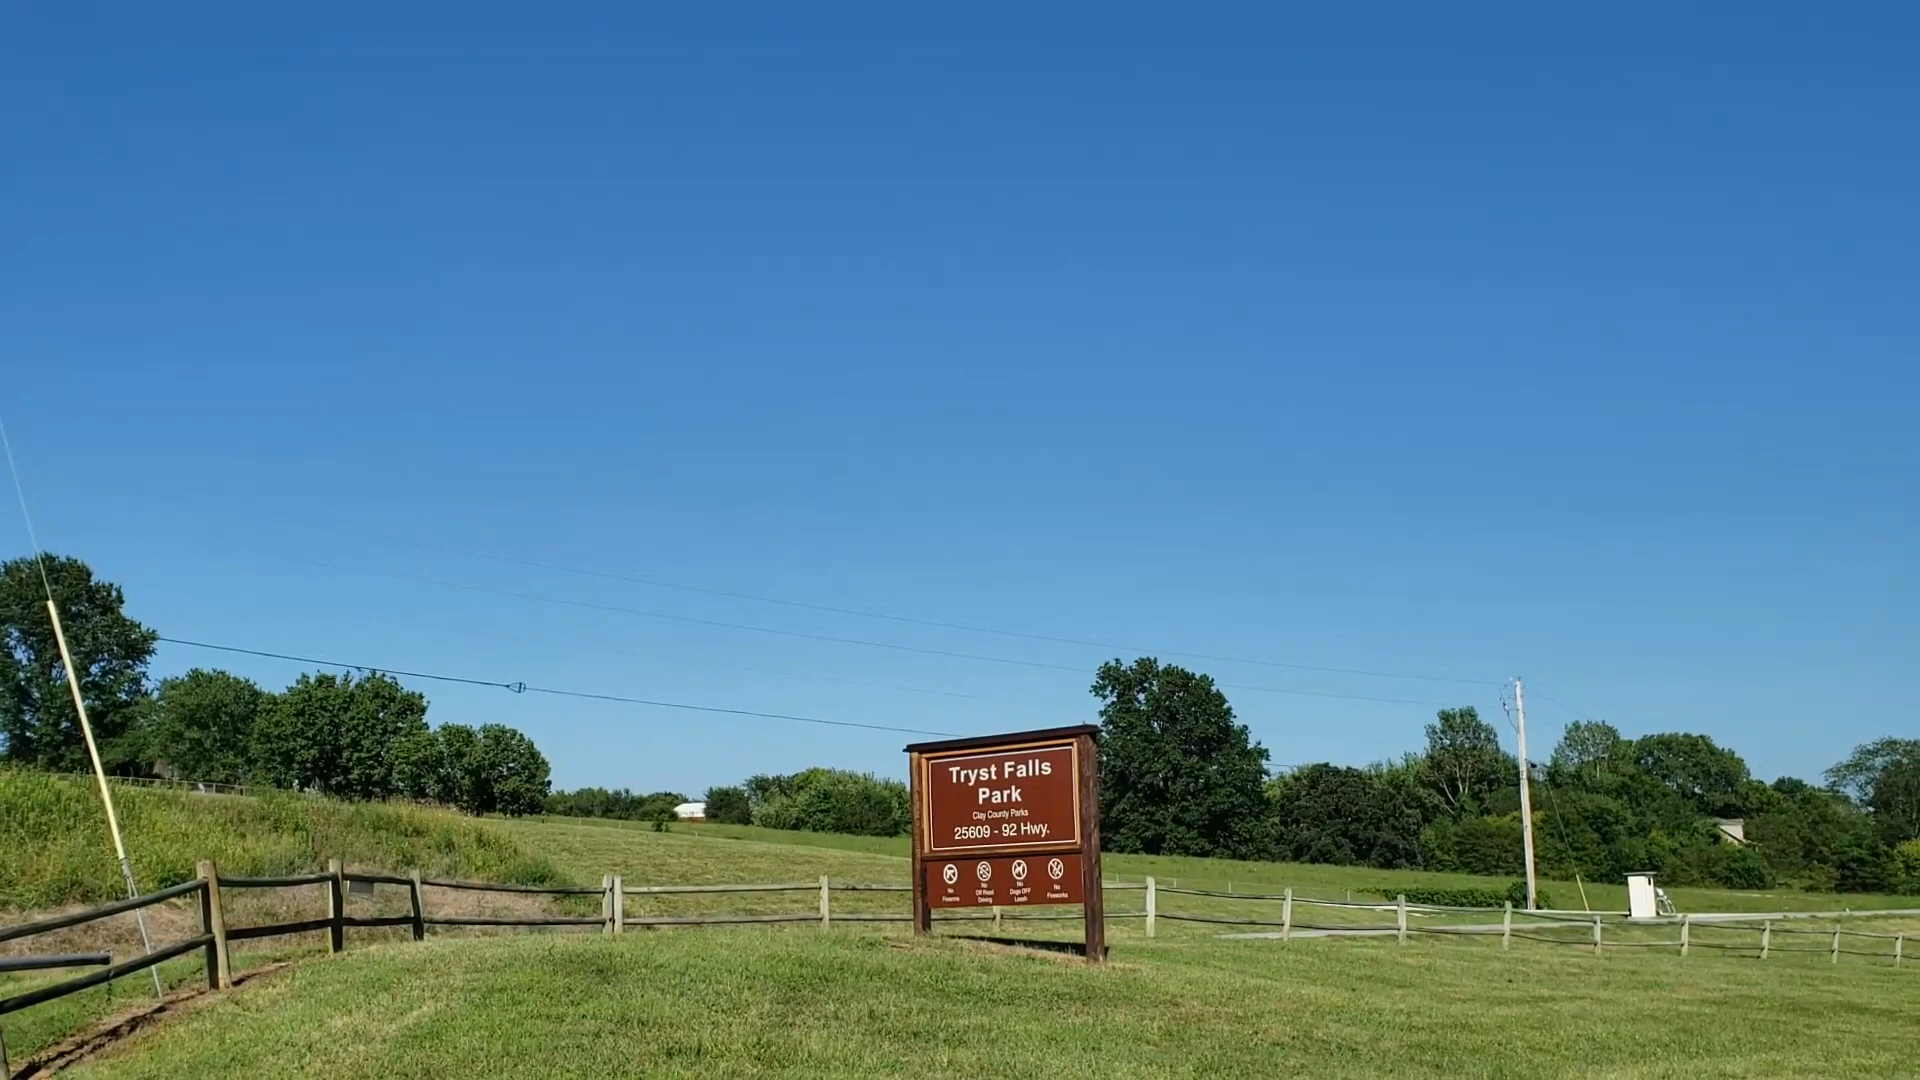 Tryst Falls
Park
Clay County Parks
25609 - 92 Hwy.
No
Firearms
No
Off Road
Driving
No
Dogs OFF
Leash
No
Fireworks